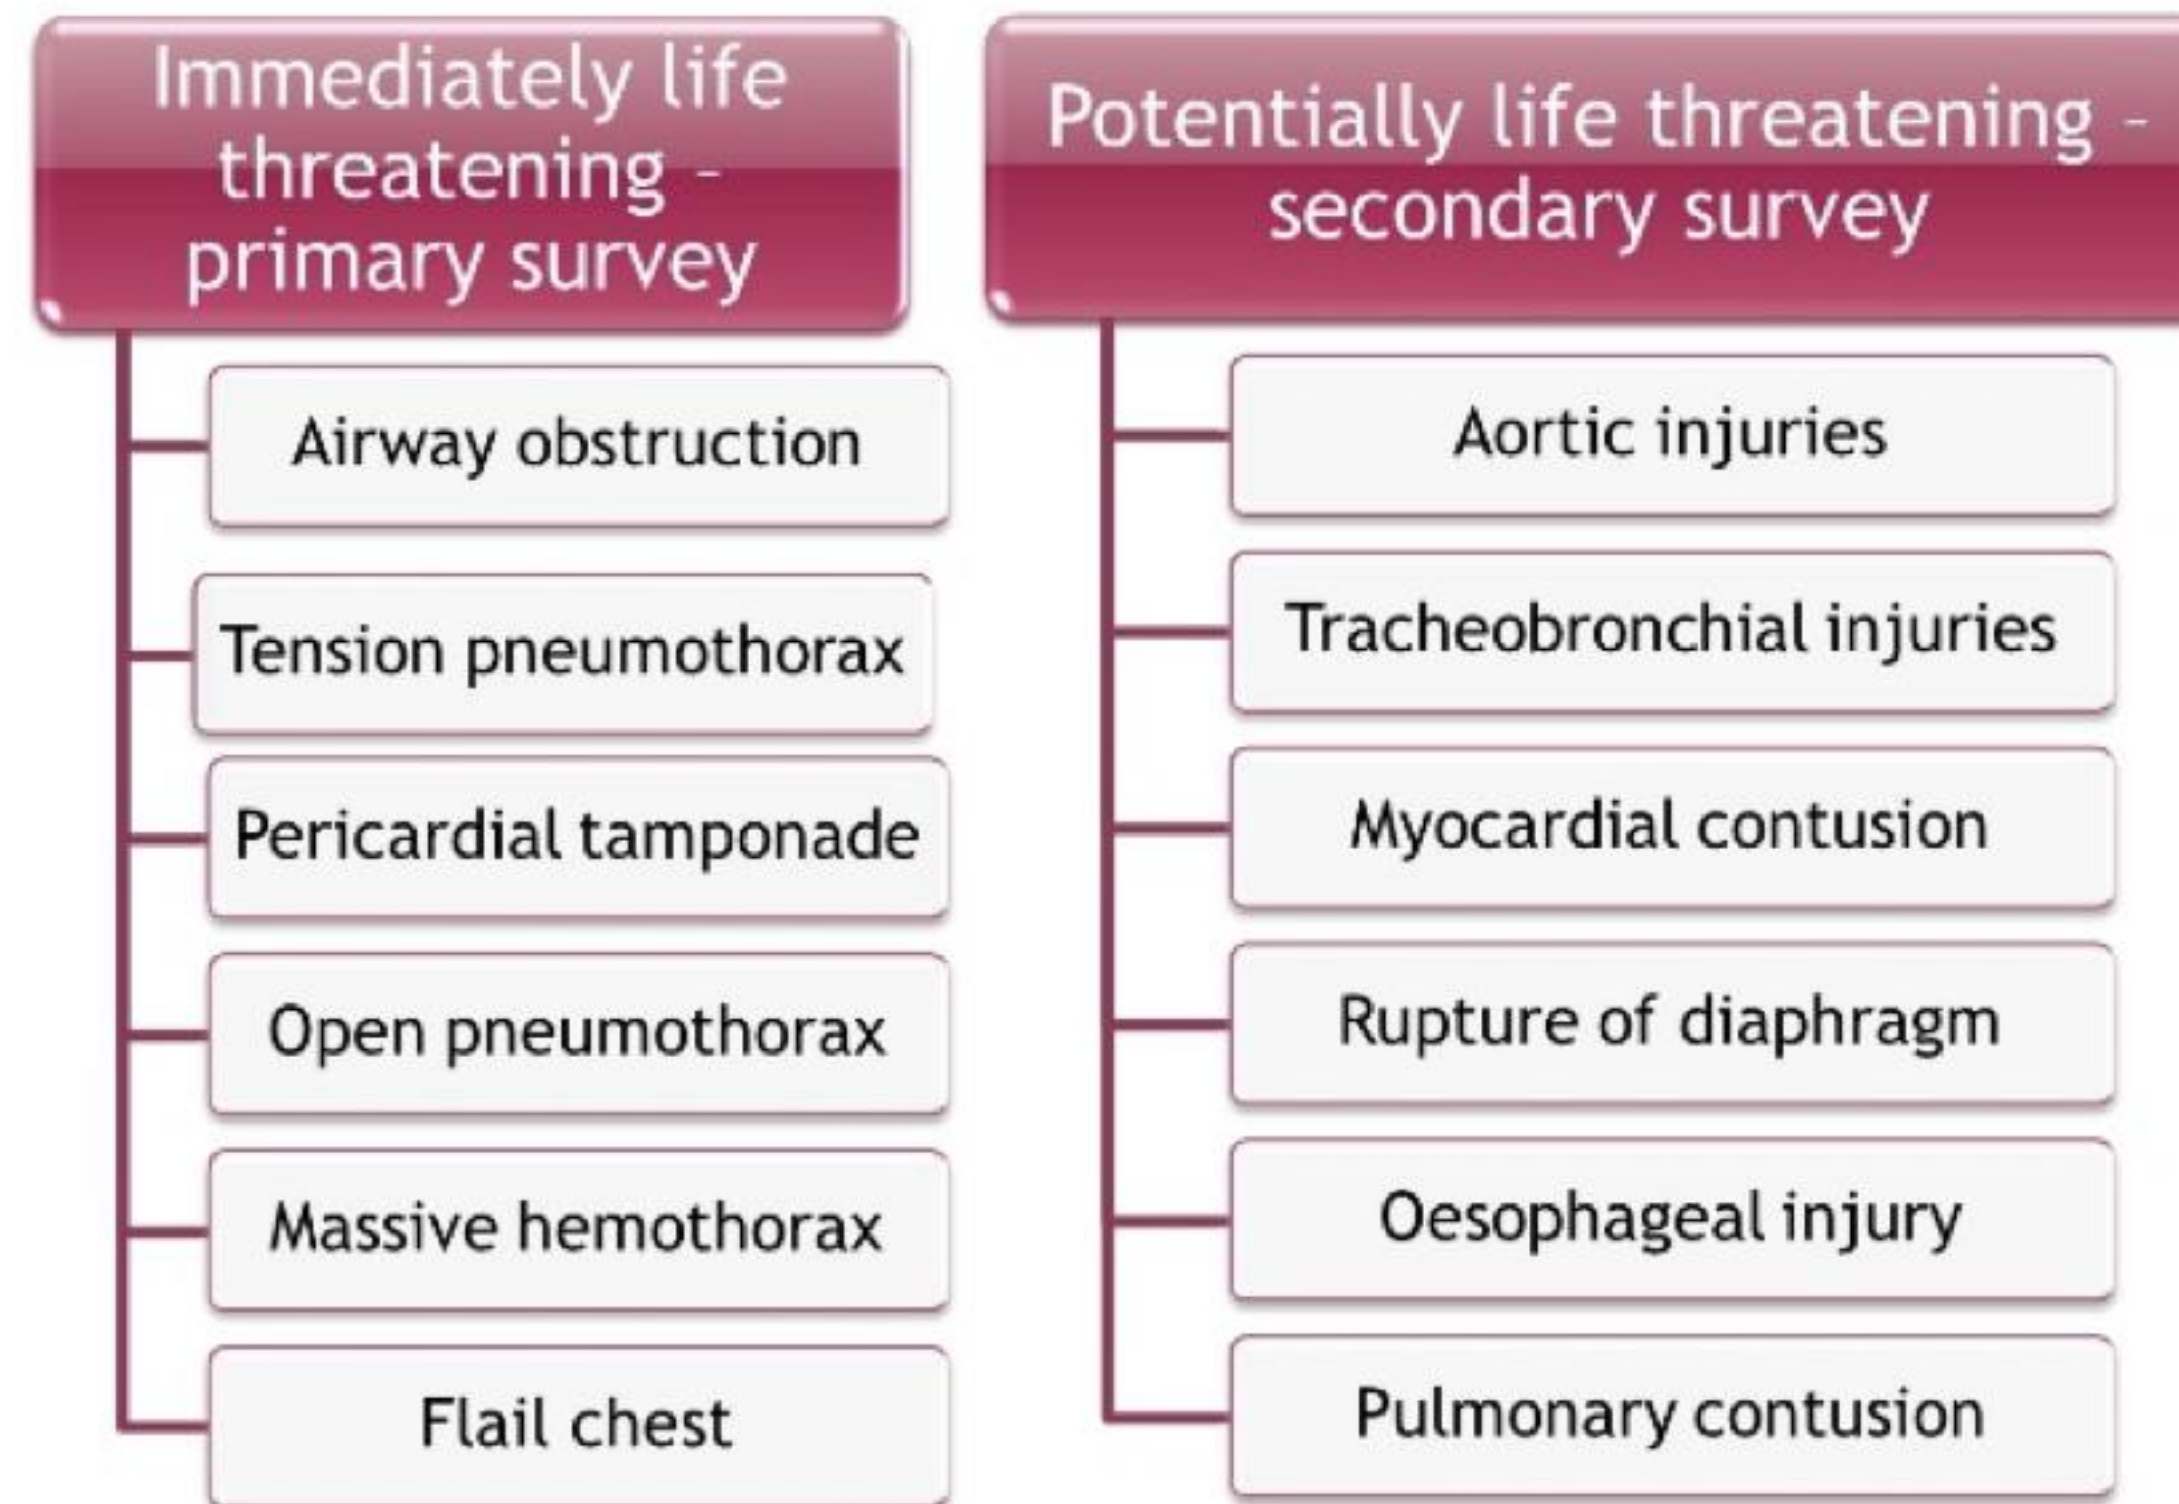 Immediately life
threatening –
primary survey
Airway obstruction
Tension pneumothorax
Pericardial tamponade
Open pneumothorax
Massive hemothorax
Flail chest
Potentially life threatening –
secondary survey
Aortic injuries
Tracheobronchial injuries
Myocardial contusion
Rupture of diaphragm
Oesophageal injury
Pulmonary contusion